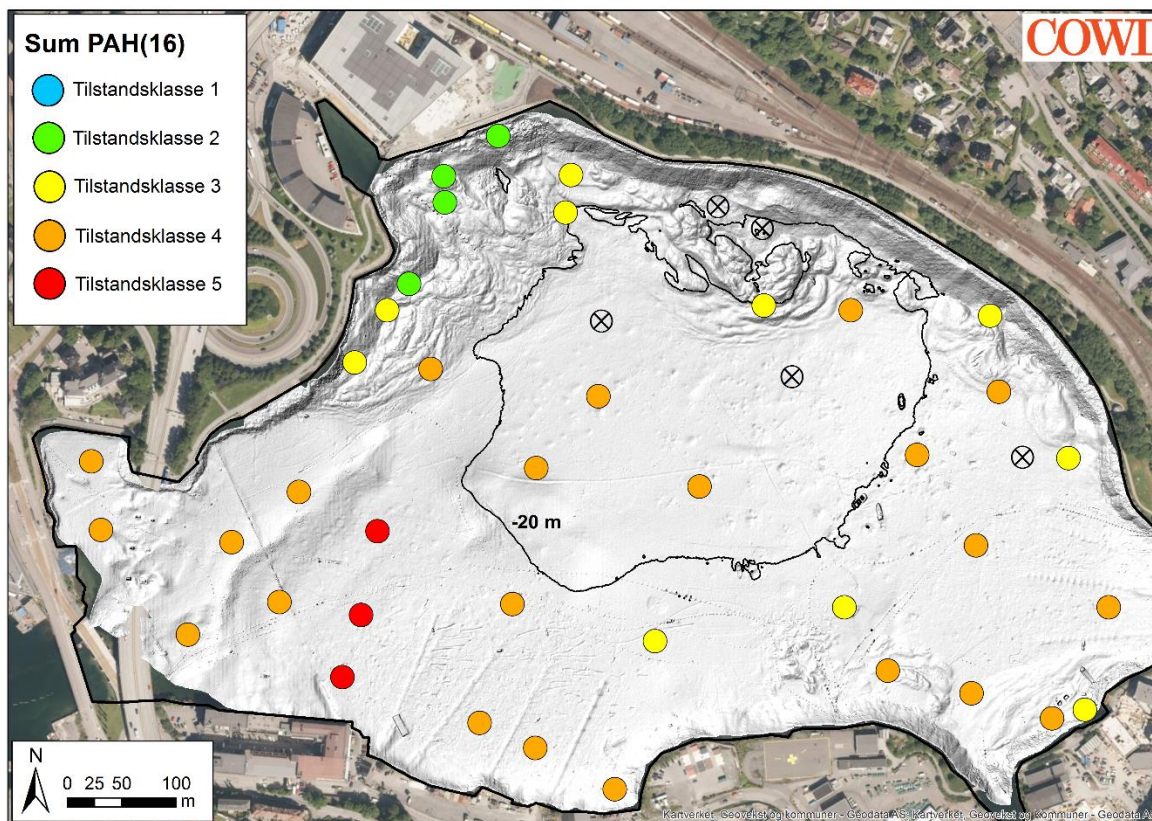 Sum PAH(16)
Tilstandsklasse 1
Tilstandsklasse 2
Tilstandsklasse 3
Tilstandsklasse 4
Tilstandsklasse 5
COWI
-20 m
N
0 25 50 100
m
Kartverket, Geovekst og kommuner - Geodata AS, Kartverket, Geovekst og Kommuner - Geodata A